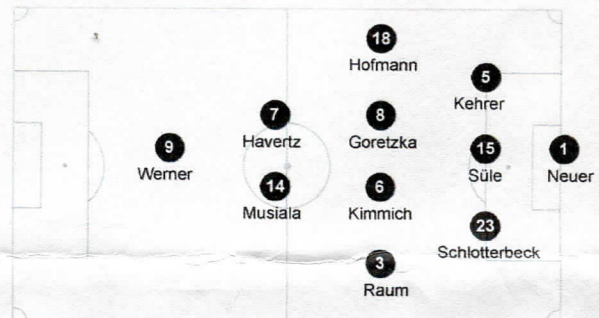 18
Hofmann
5
Kehrer
7
Havertz
8
Goretzka
9
Werner
15
Süle
1
Neuer
14
Musiala
6
Kimmich
23
Schlotterbeck
3
Raum